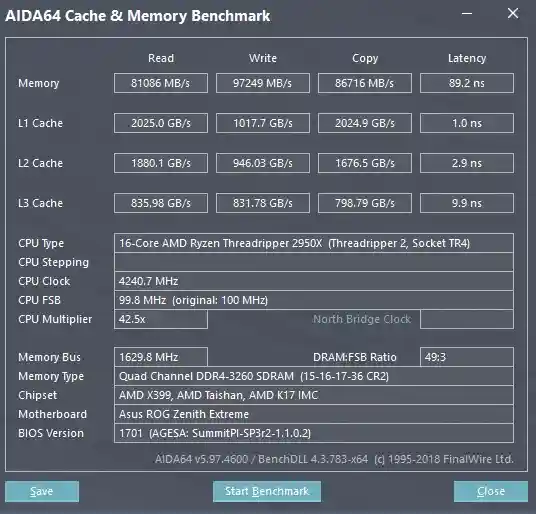 AIDA64 Cache & Memory Benchmark
Read Write Copy Latency
Memory 81086 MB/s 97249 MB/s 86716 MB/s 89.2 ns
L1 Cache 2025.0 GB/s 1017.7 GB/s 2024.9 GB/s 1.0 ns
L2 Cache 1880.1 GB/s 946.03 GB/s 1676.5 GB/s 2.9 ns
L3 Cache 835.98 GB/s 831.78 GB/s 798.79 GB/s 9.9 ns
CPU Type 16-Core AMD Ryzen Threadripper 2950X (Threadripper 2, Socket TR4)
CPU Stepping
CPU Clock 4240.7 MHz
CPU FSB 99.8 MHz (original: 100 MHz)
CPU Multiplier 42.5x North Bridge Clock
Memory Bus 1629.8 MHz DRAM:FSB Ratio 49:3
Memory Type Quad Channel DDR4-3260 SDRAM (15-16-17-36 CR2)
Chipset AMD X399, AMD Taishan, AMD K17 IMC
Motherboard Asus ROG Zenith Extreme
BIOS Version 1701 (AGESA: SummitPI-SP3r2-1.1.0.2)
AIDA64 v5.97.4600 / BenchDLL 4.3.783-x64 (c) 1995-2018 FinalWire Ltd.
Save Start Benchmark Close